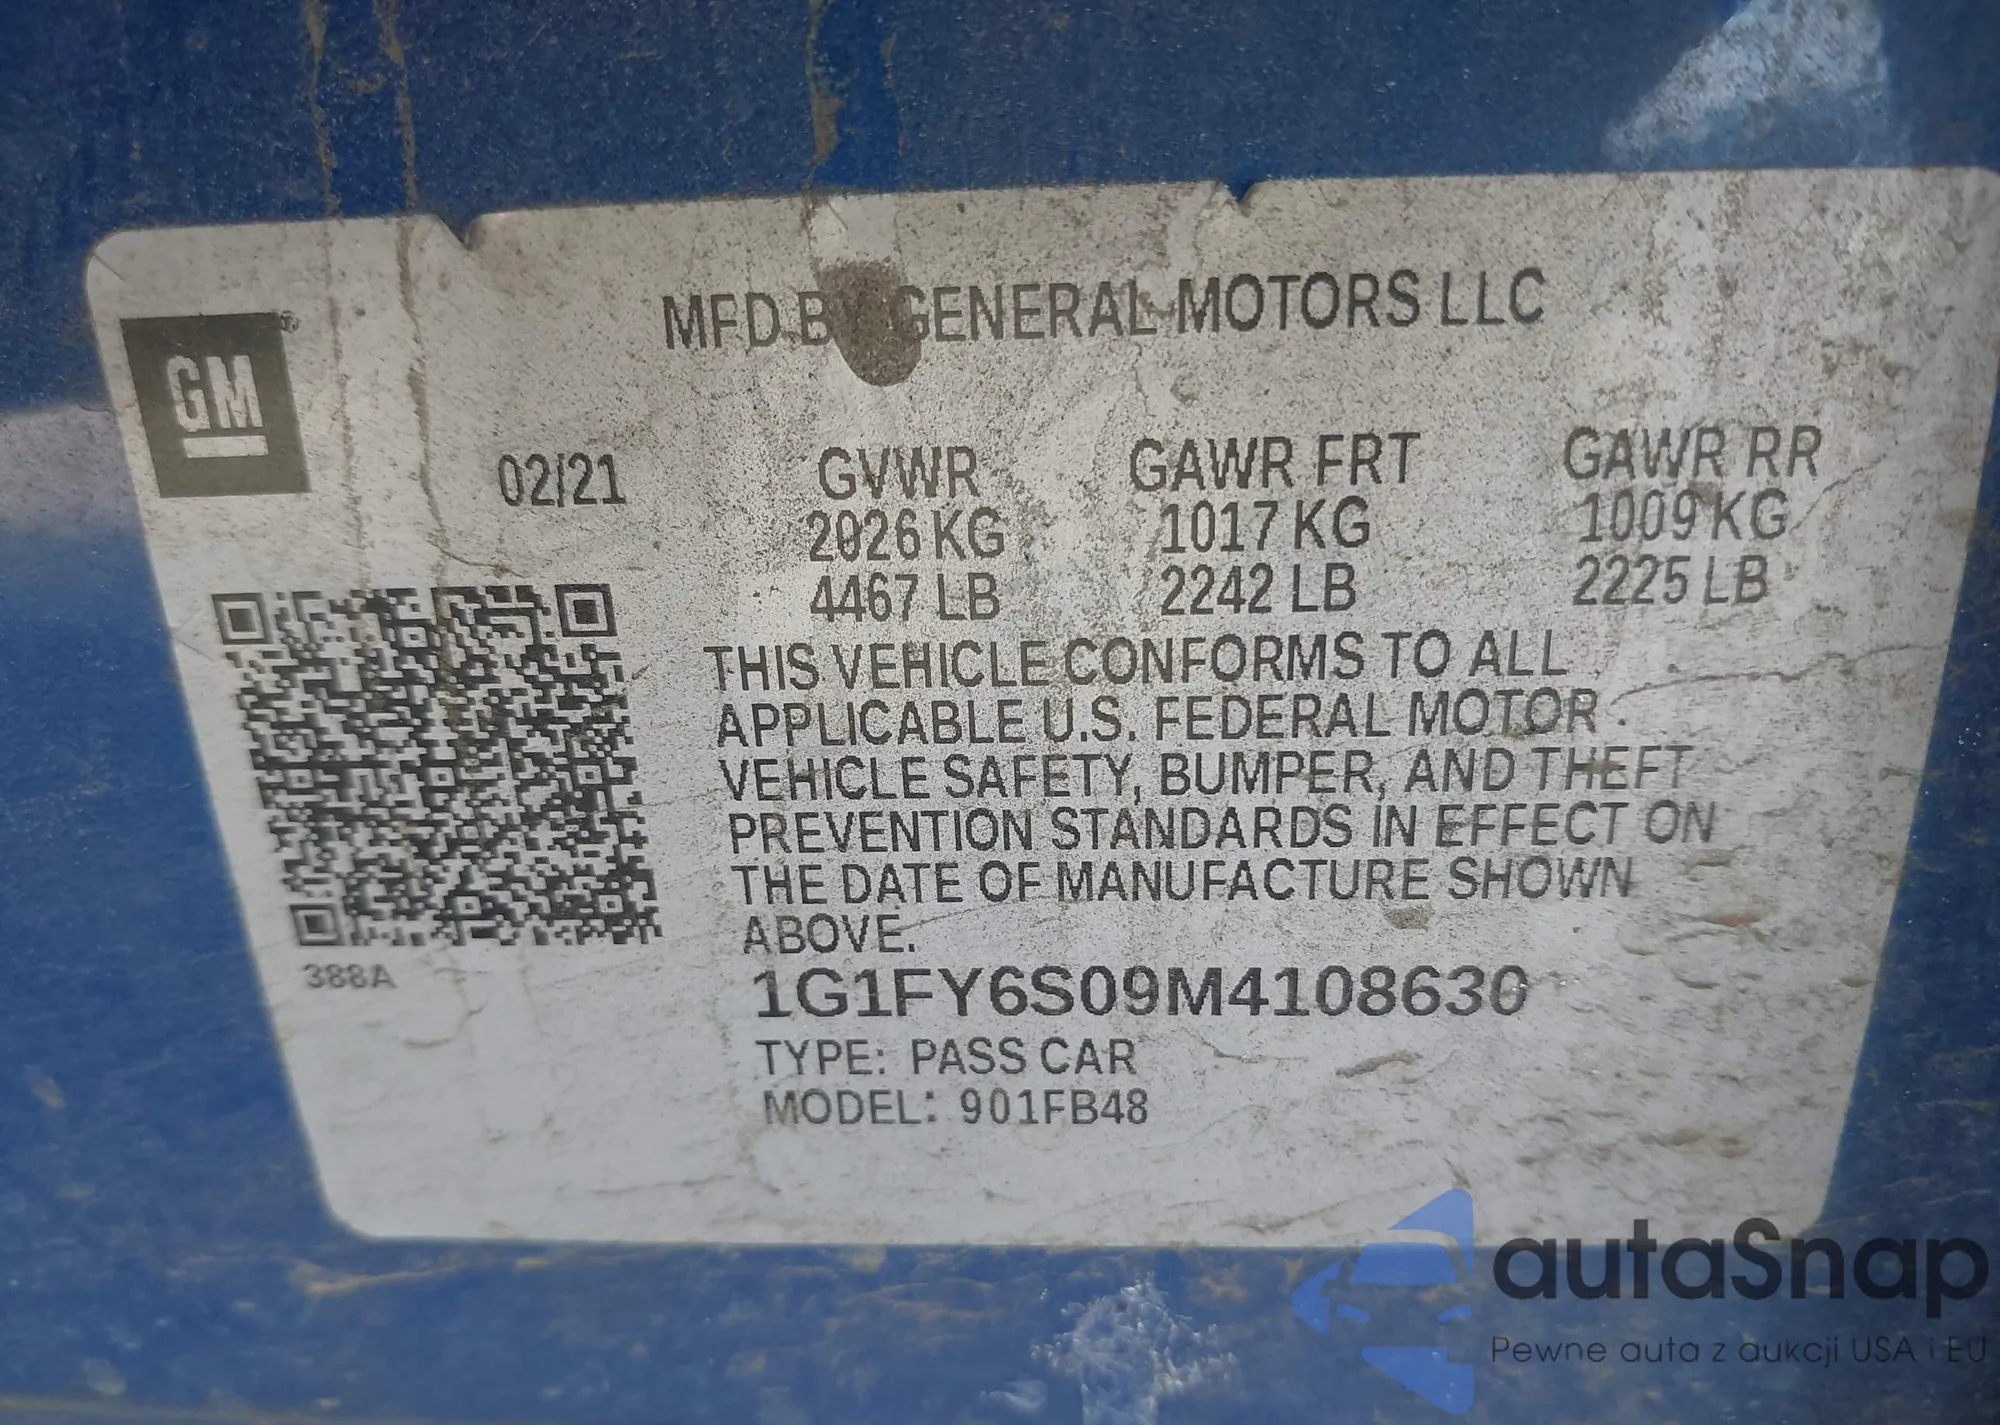 MFD.BY GENERAL MOTORS LLC
GM
02/21
GVWR GAWR FRT GAWR RR
2026 KG 1017 KG 1009 KG
4467 LB 2242 LB 2225 LB
THIS VEHICLE CONFORMS TO ALL
APPLICABLE U.S. FEDERAL MOTOR
VEHICLE SAFETY, BUMPER, AND THEFT
PREVENTION STANDARDS IN EFFECT ON
THE DATE OF MANUFACTURE SHOWN
ABOVE.
388A
1G1FY6S09M4108630
TYPE: PASS CAR
MODEL: 901FB48
autaSnap
Pewne auta z aukcji USA i EU